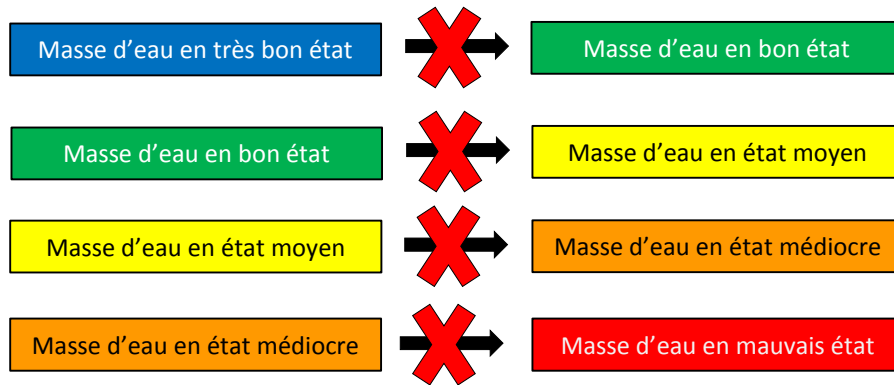 Masse d’eau en très bon état
Masse d’eau en bon état
Masse d’eau en bon état
Masse d’eau en état moyen
Masse d’eau en état moyen
Masse d’eau en état médiocre
Masse d’eau en état médiocre
Masse d’eau en mauvais état